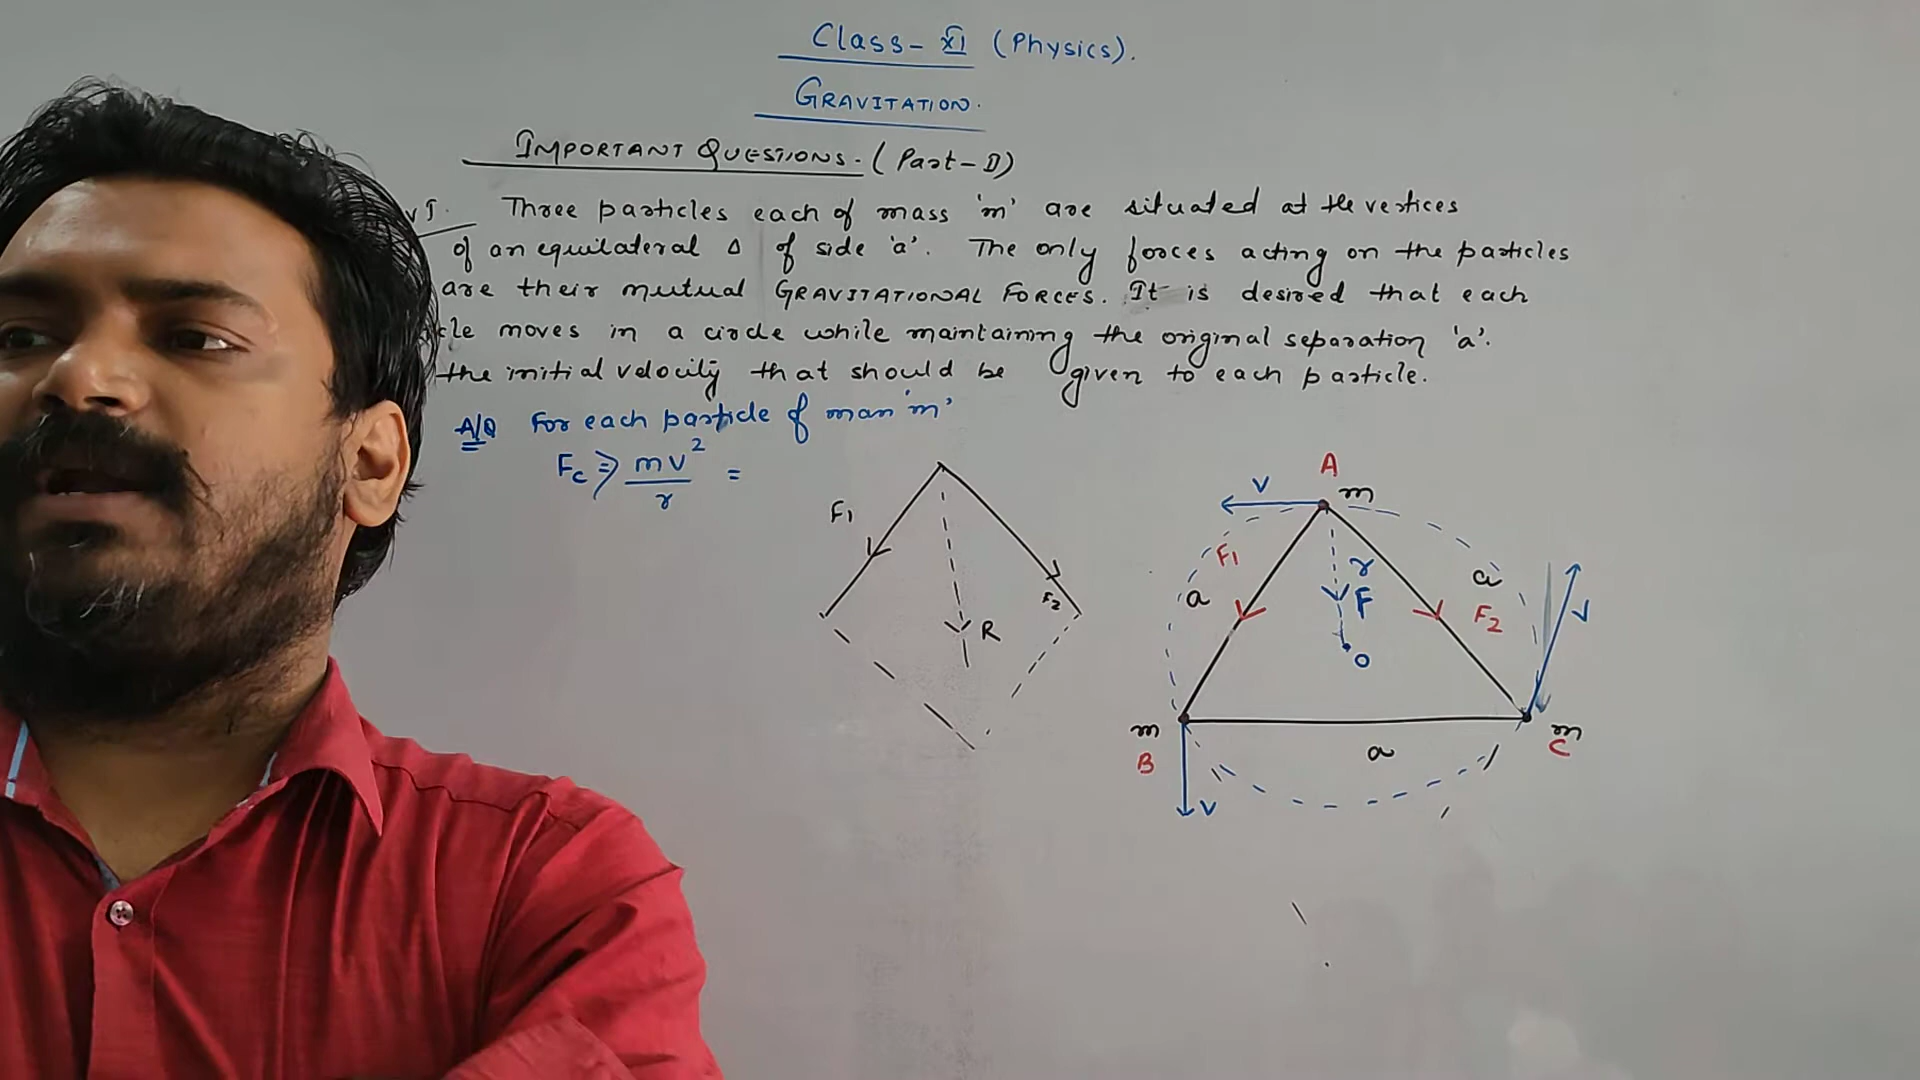 Class - XI (Physics).
GRAVITATION.
IMPORTANT QUESTIONS. (Part - II)
Three particles each of mass 'm' are situated at the vertices
of an equilateral Δ of side 'a'. The only forces acting on the particles
are their mutual GRAVITATIONAL FORCES. It is desired that each
cle moves in a circle while maintaining the original separation 'a'.
the initial velocity that should be given to each particle.
A/Q For each particle of mass 'm'
Fc ⇒ mv²/r =
F1
F2
R
A
m
V
F1
a
r
F
O
a
F2
V
m
B
V
a
m
C